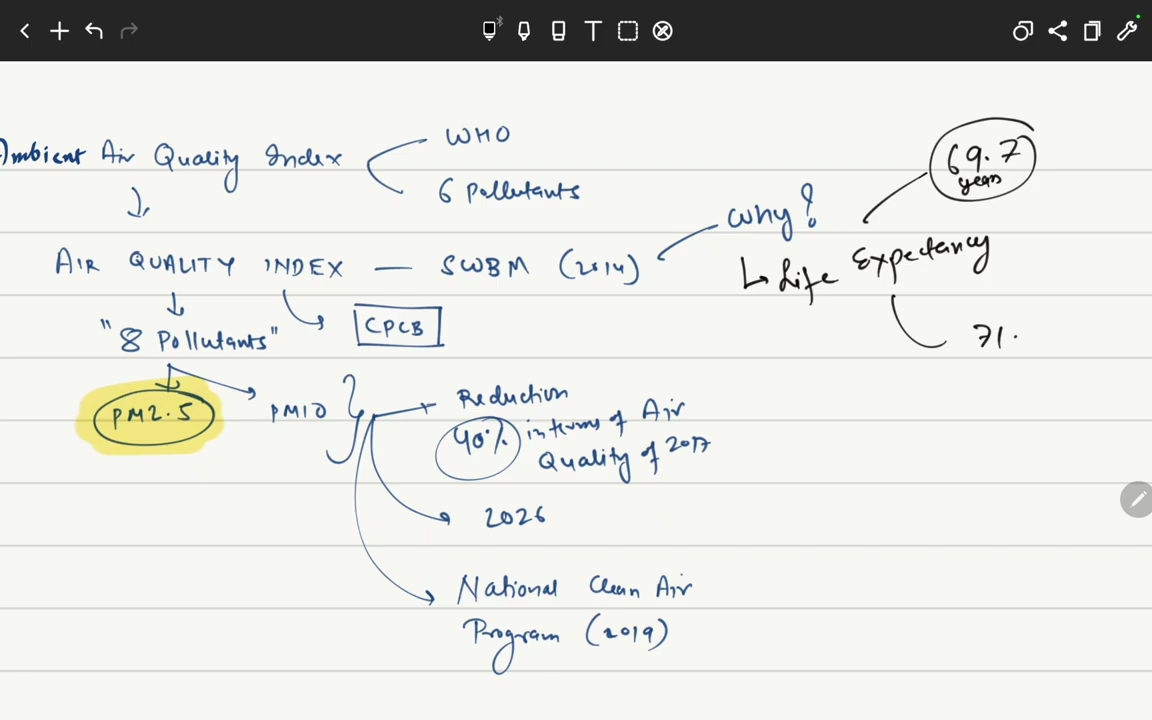 Ambient Air Quality Index
WHO
6 Pollutants
AIR QUALITY INDEX — SWBM (2014)
Why?
Life Expectancy
69.7
years
71.
"8 Pollutants"
CPCB
PM2.5
PM10
Reduction
40% interms of Air
Quality of 2017
2026
National Clean Air
Program (2019)